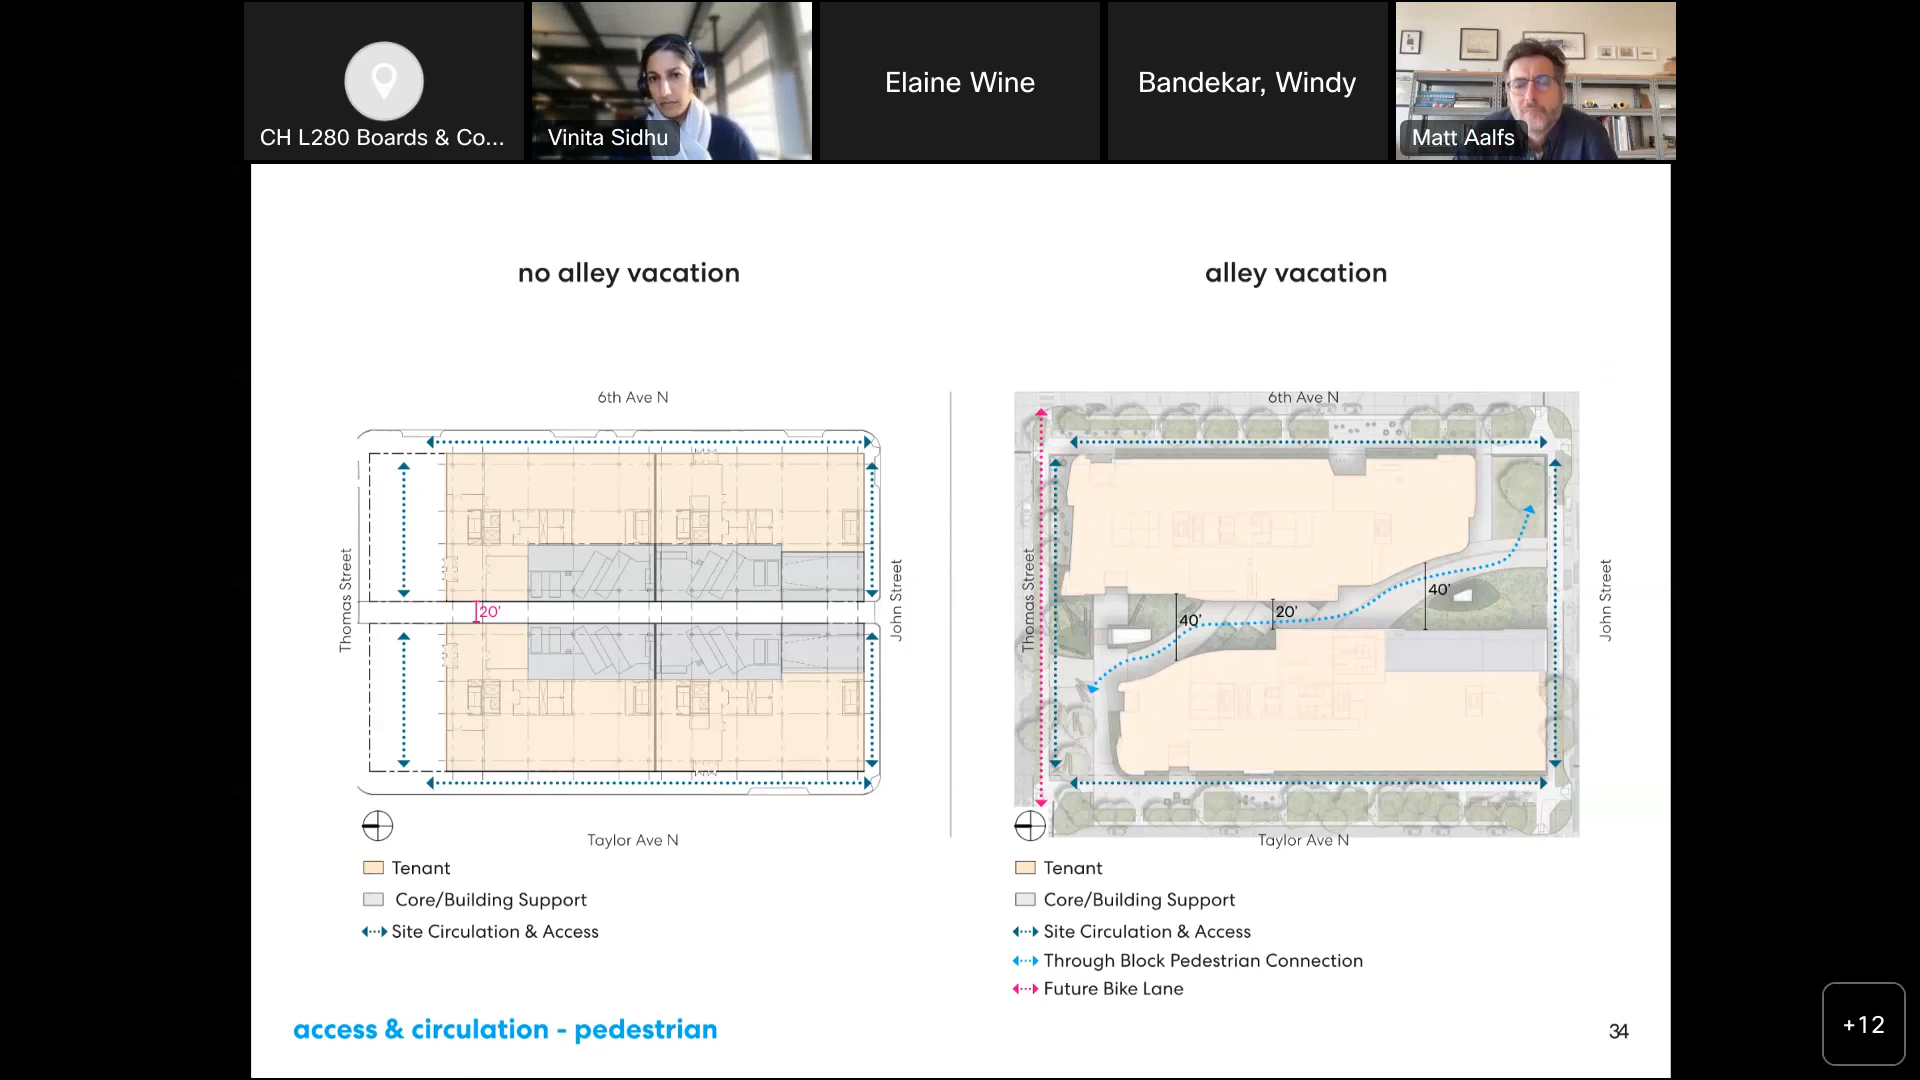 CH L280 Boards & Co...
Vinita Sidhu
Elaine Wine
Bandekar, Windy
Matt Aalfs
no alley vacation
alley vacation
6th Ave N
Thomas Street
20'
John Street
Taylor Ave N
Tenant
Core/Building Support
Site Circulation & Access
6th Ave N
Thomas Street
40'
20'
40'
John Street
Taylor Ave N
Tenant
Core/Building Support
Site Circulation & Access
Through Block Pedestrian Connection
Future Bike Lane
access & circulation - pedestrian
34
+12